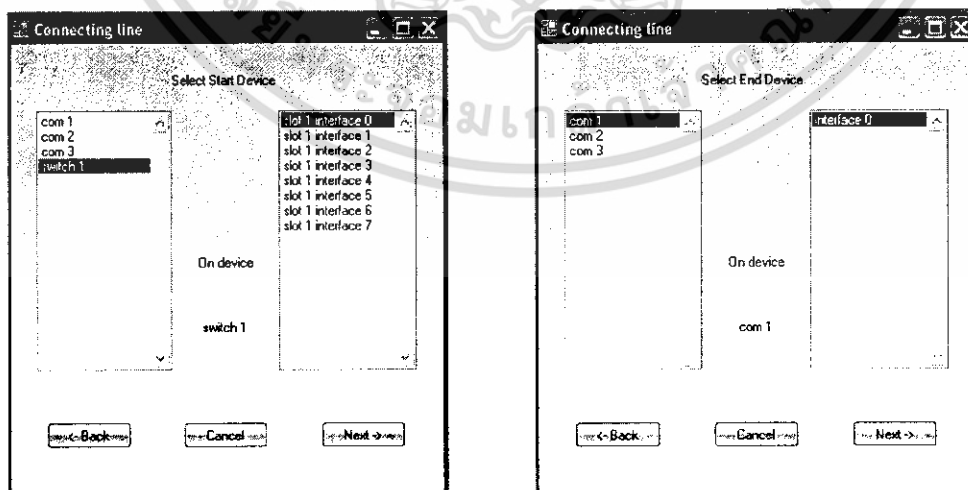 Connecting line
Select Start Device
com 1
com 2
com 3
switch 1
slot 1 interface 0
slot 1 interface 1
slot 1 interface 2
slot 1 interface 3
slot 1 interface 4
slot 1 interface 5
slot 1 interface 6
slot 1 interface 7
On device
switch 1
<- Back
Cancel
Next ->
Connecting line
Select End Device
com 1
com 2
com 3
interface 0
On device
com 1
<- Back
Cancel
Next ->